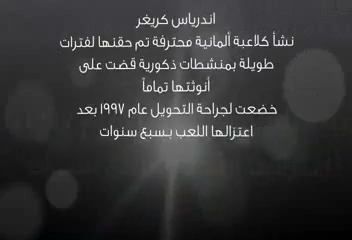 اندرياس كريغر
نشأ كلاعبة ألمانية محترفة تم حقنها لفترات
طويلة بمنشطات ذكورية قضت على
أنوثتها تماماً
خضعت لجراحة التحويل عام ١٩٩٧ بعد
اعتزالها اللعب بسبع سنوات